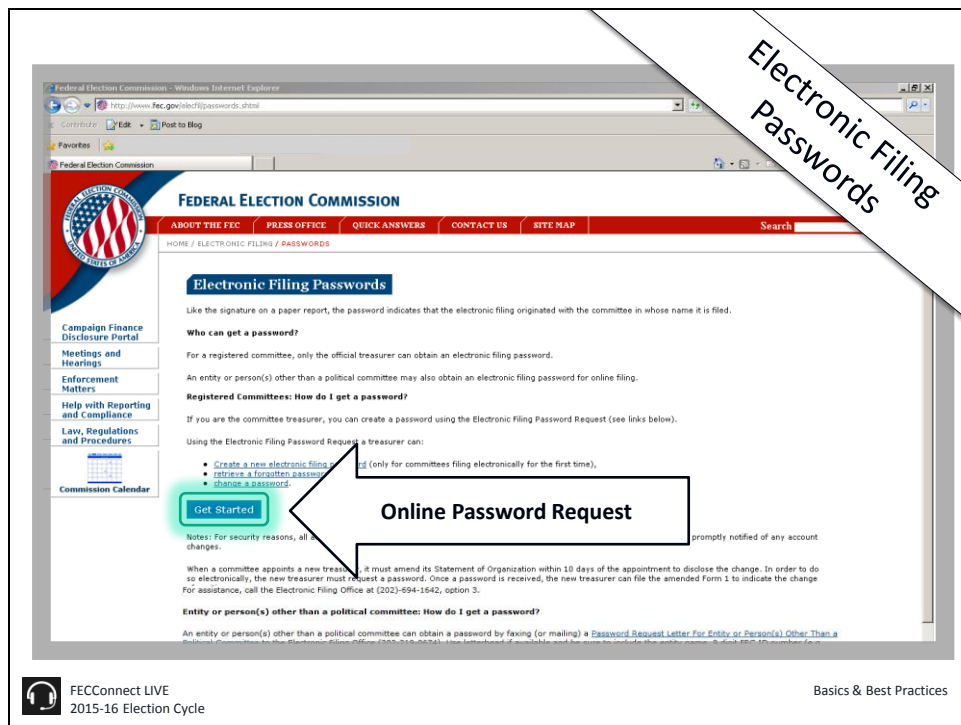 Electronic Filing
Passwords
Federal Election Commission - Windows Internet Explorer
http://www.fec.gov/elecfil/passwords.shtml
Contribute Edit Post to Blog
Favorites
Federal Election Commission
FEDERAL ELECTION COMMISSION
UNITED STATES OF AMERICA
ABOUT THE FEC PRESS OFFICE QUICK ANSWERS CONTACT US SITE MAP Search
HOME / ELECTRONIC FILING / PASSWORDS
Electronic Filing Passwords
Like the signature on a paper report, the password indicates that the electronic filing originated with the committee in whose name it is filed.
Campaign Finance
Disclosure Portal
Meetings and
Hearings
Enforcement
Matters
Help with Reporting
and Compliance
Law, Regulations
and Procedures
Commission Calendar
Who can get a password?
For a registered committee, only the official treasurer can obtain an electronic filing password.
An entity or person(s) other than a political committee may also obtain an electronic filing password for online filing.
Registered Committees: How do I get a password?
If you are the committee treasurer, you can create a password using the Electronic Filing Password Request (see links below).
Using the Electronic Filing Password Request a treasurer can:
Create a new electronic filing password (only for committees filing electronically for the first time),
retrieve a forgotten password
change a password.
Get Started
Online Password Request
Notes: For security reasons, all promptly notified of any account
changes.
When a committee appoints a new treasurer, it must amend its Statement of Organization within 10 days of the appointment to disclose the change. In order to do
so electronically, the new treasurer must request a password. Once a password is received, the new treasurer can file the amended Form 1 to indicate the change
For assistance, call the Electronic Filing Office at (202)-694-1642, option 3.
Entity or person(s) other than a political committee: How do I get a password?
An entity or person(s) other than a political committee can obtain a password by faxing (or mailing) a Password Request Letter For Entity or Person(s) Other Than a
FECConnect LIVE
2015-16 Election Cycle
Basics & Best Practices